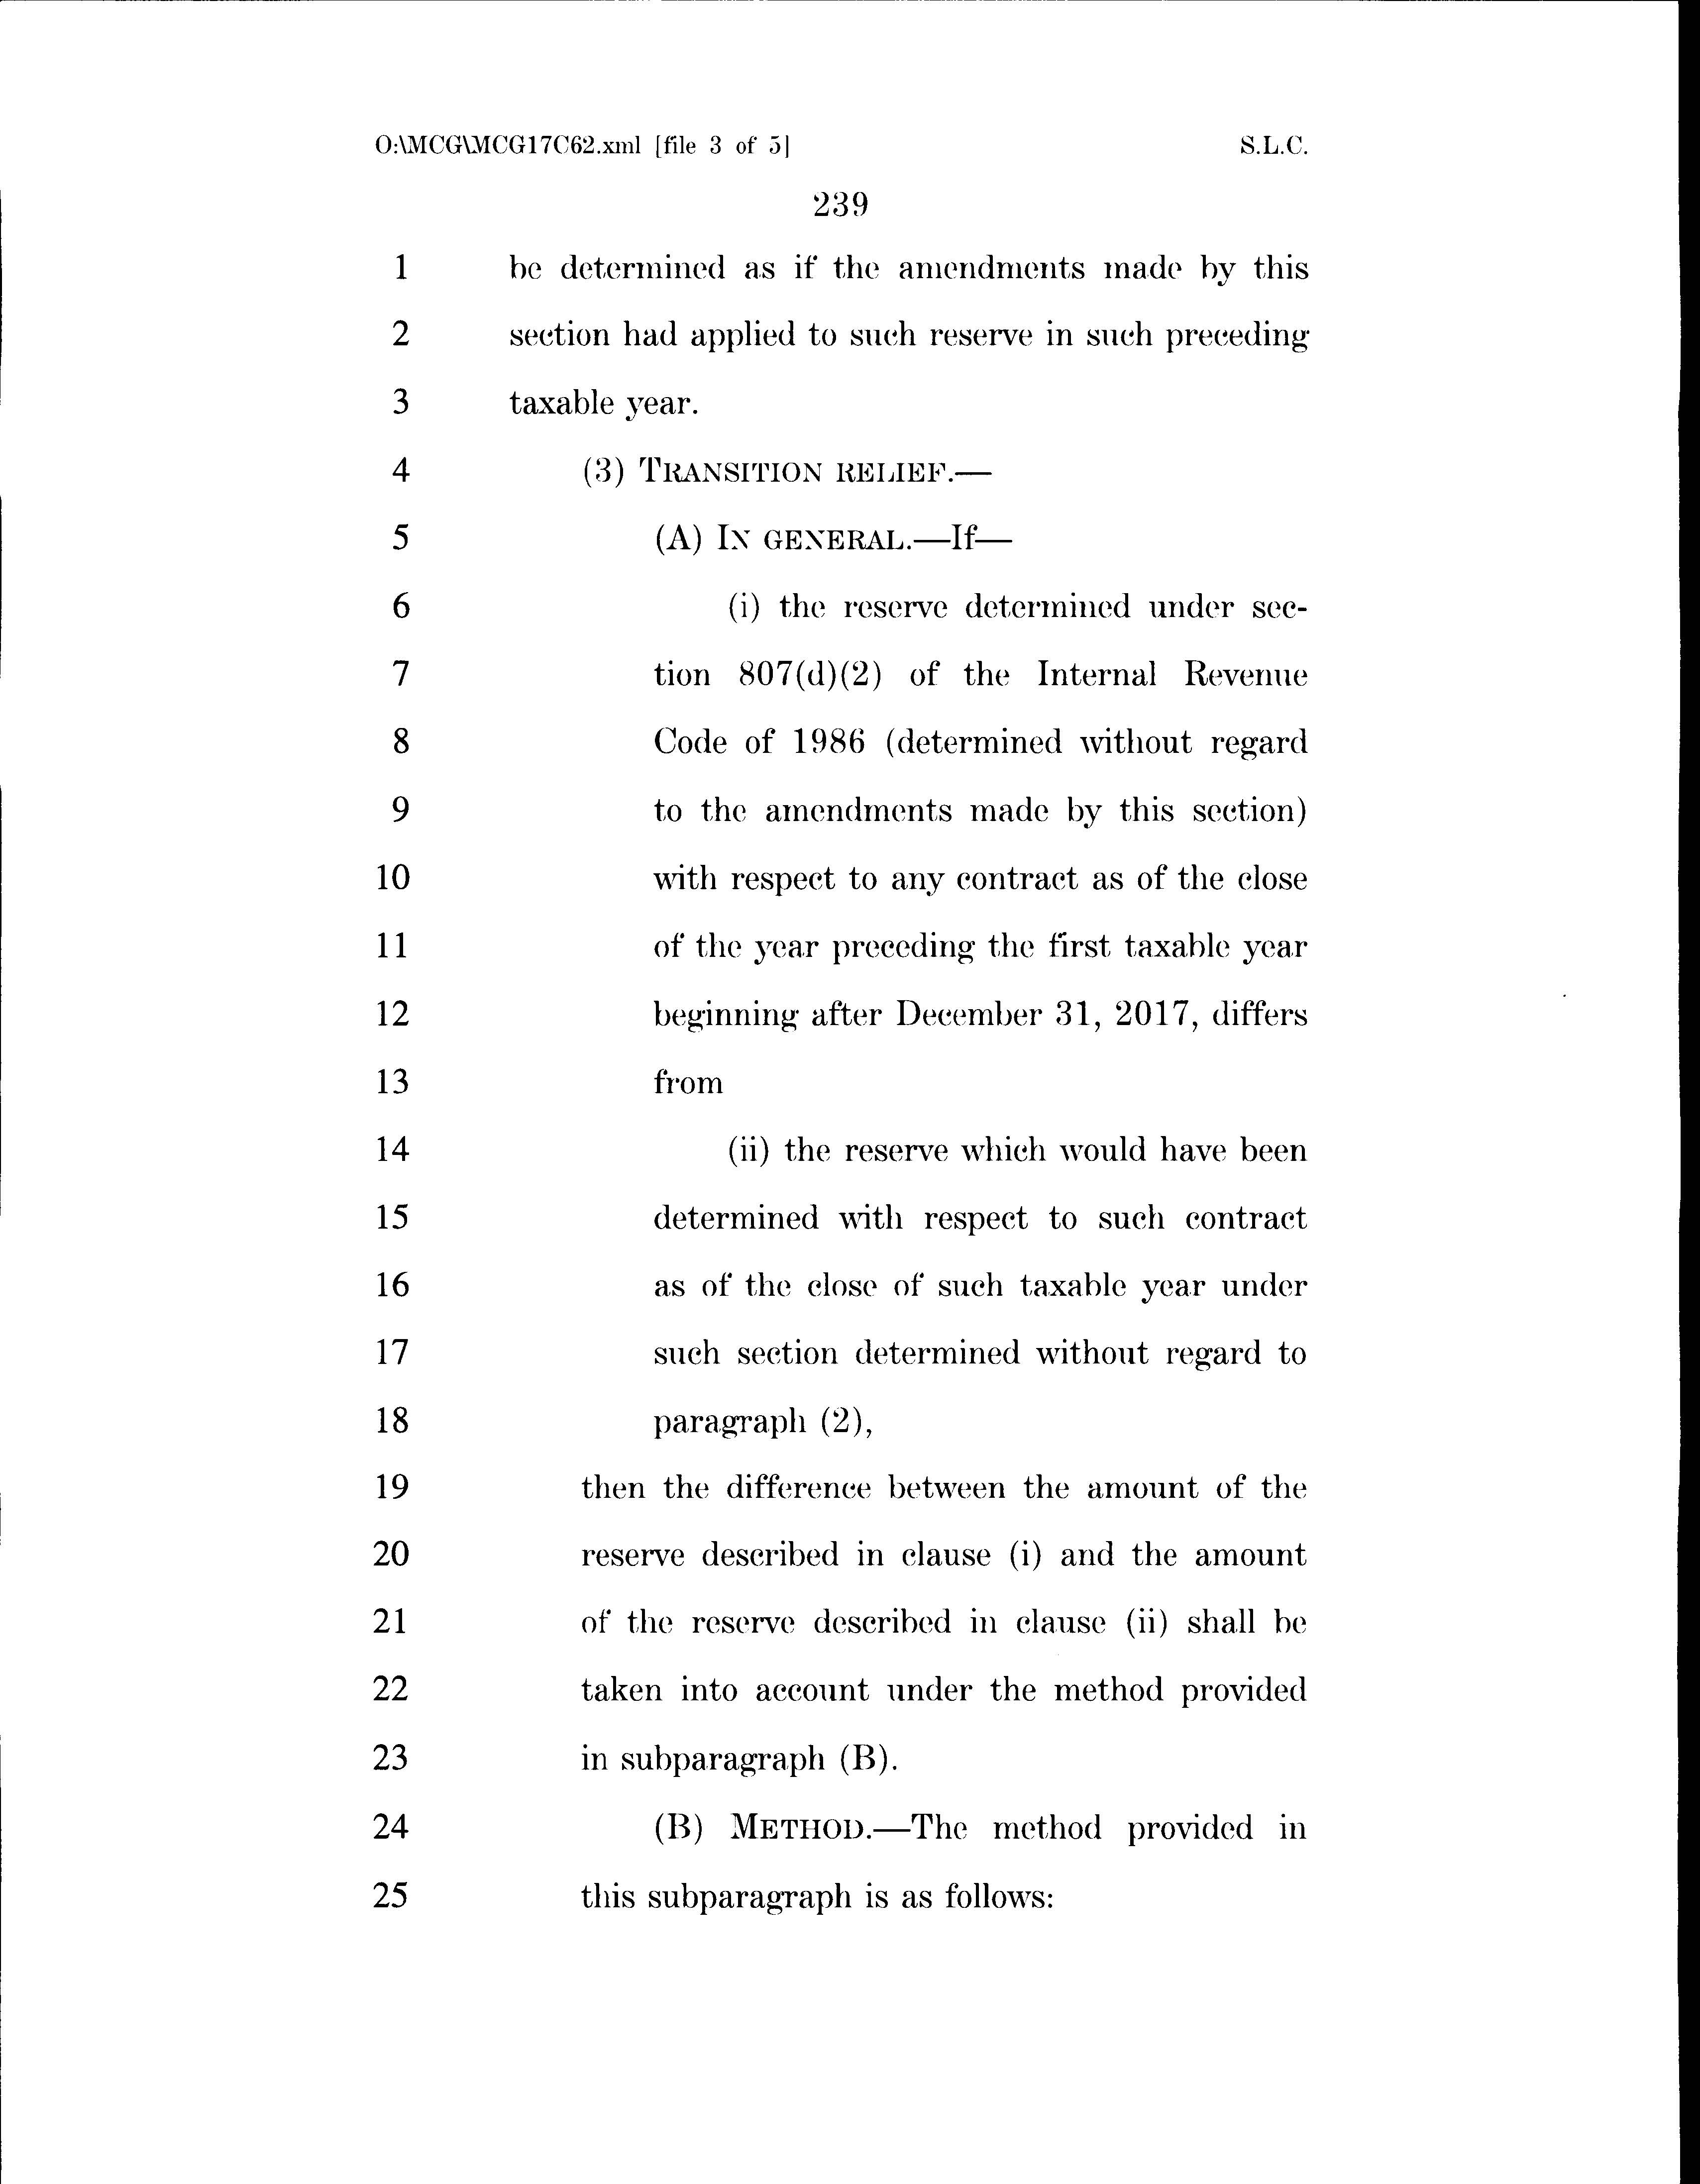 O:\MCG\MCG17C62.xml [file 3 of 5] S.L.C.
239
1 be determined as if the amendments made by this
2 section had applied to such reserve in such preceding
3 taxable year.
4 (3) TRANSITION RELIEF.—
5 (A) IN GENERAL.—If—
6 (i) the reserve determined under sec-
7 tion 807(d)(2) of the Internal Revenue
8 Code of 1986 (determined without regard
9 to the amendments made by this section)
10 with respect to any contract as of the close
11 of the year preceding the first taxable year
12 beginning after December 31, 2017, differs
13 from
14 (ii) the reserve which would have been
15 determined with respect to such contract
16 as of the close of such taxable year under
17 such section determined without regard to
18 paragraph (2),
19 then the difference between the amount of the
20 reserve described in clause (i) and the amount
21 of the reserve described in clause (ii) shall be
22 taken into account under the method provided
23 in subparagraph (B).
24 (B) METHOD.—The method provided in
25 this subparagraph is as follows: